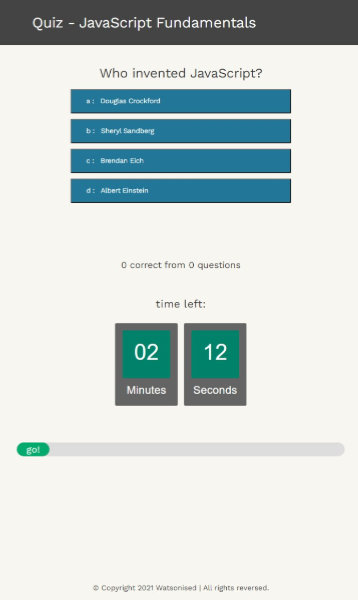 Quiz - JavaScript Fundamentals
Who invented JavaScript?
a : Douglas Crockford
b : Sheryl Sandberg
c : Brendan Eich
d : Albert Einstein
0 correct from 0 questions
time left:
02 12
Minutes Seconds
go!
© Copyright 2021 Watsonised | All rights reversed.